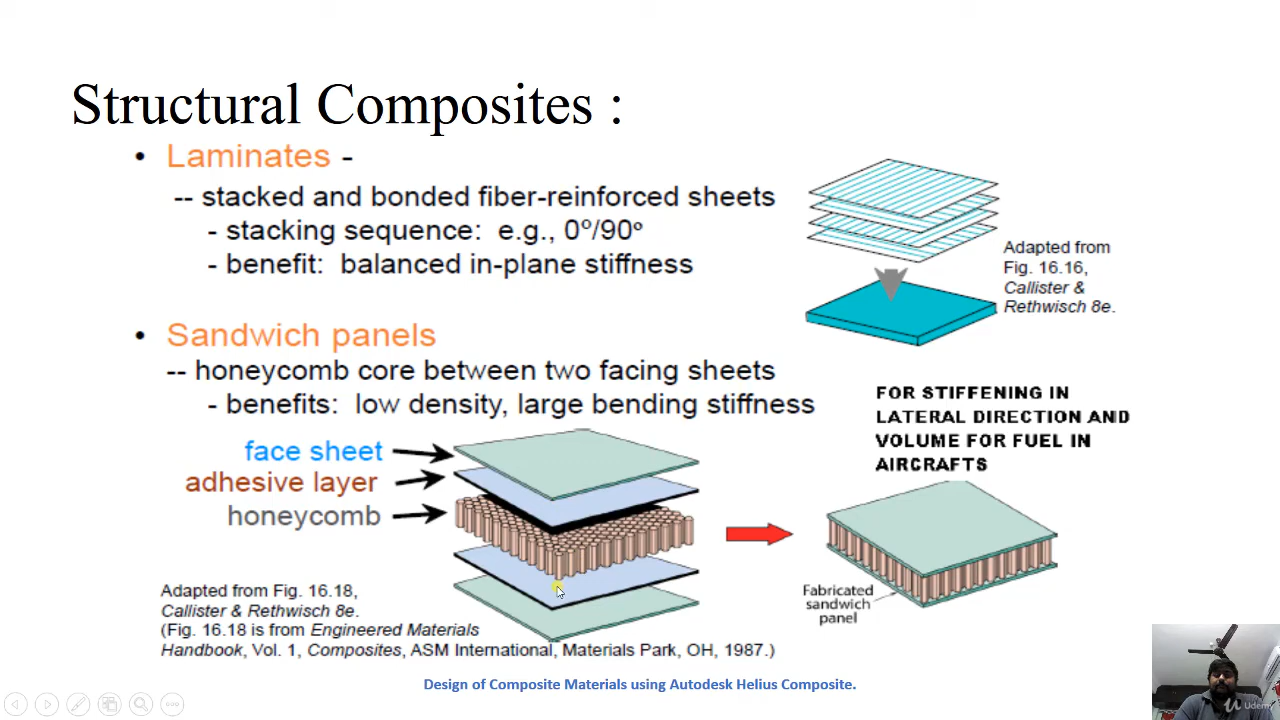 Structural Composites :
• Laminates -
-- stacked and bonded fiber-reinforced sheets
- stacking sequence: e.g., 0°/90°
- benefit: balanced in-plane stiffness
Adapted from
Fig. 16.16,
Callister &
Rethwisch 8e.
• Sandwich panels
-- honeycomb core between two facing sheets
- benefits: low density, large bending stiffness
FOR STIFFENING IN
LATERAL DIRECTION AND
VOLUME FOR FUEL IN
AIRCRAFTS
face sheet
adhesive layer
honeycomb
Fabricated
sandwich
panel
Adapted from Fig. 16.18,
Callister & Rethwisch 8e.
(Fig. 16.18 is from Engineered Materials
Handbook, Vol. 1, Composites, ASM International, Materials Park, OH, 1987.)
Design of Composite Materials using Autodesk Helius Composite.
Udemy